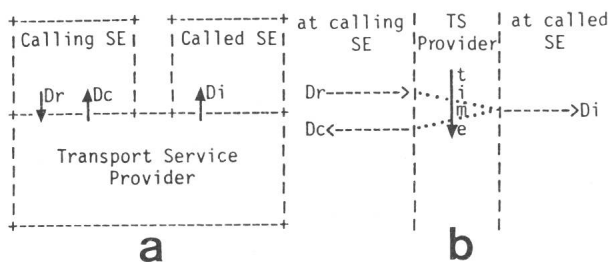 Calling SE
Called SE
Dr
Dc
Di
Transport Service
Provider
a
at calling
SE
TS
Provider
at called
SE
time
Dr
Dc
Di
b